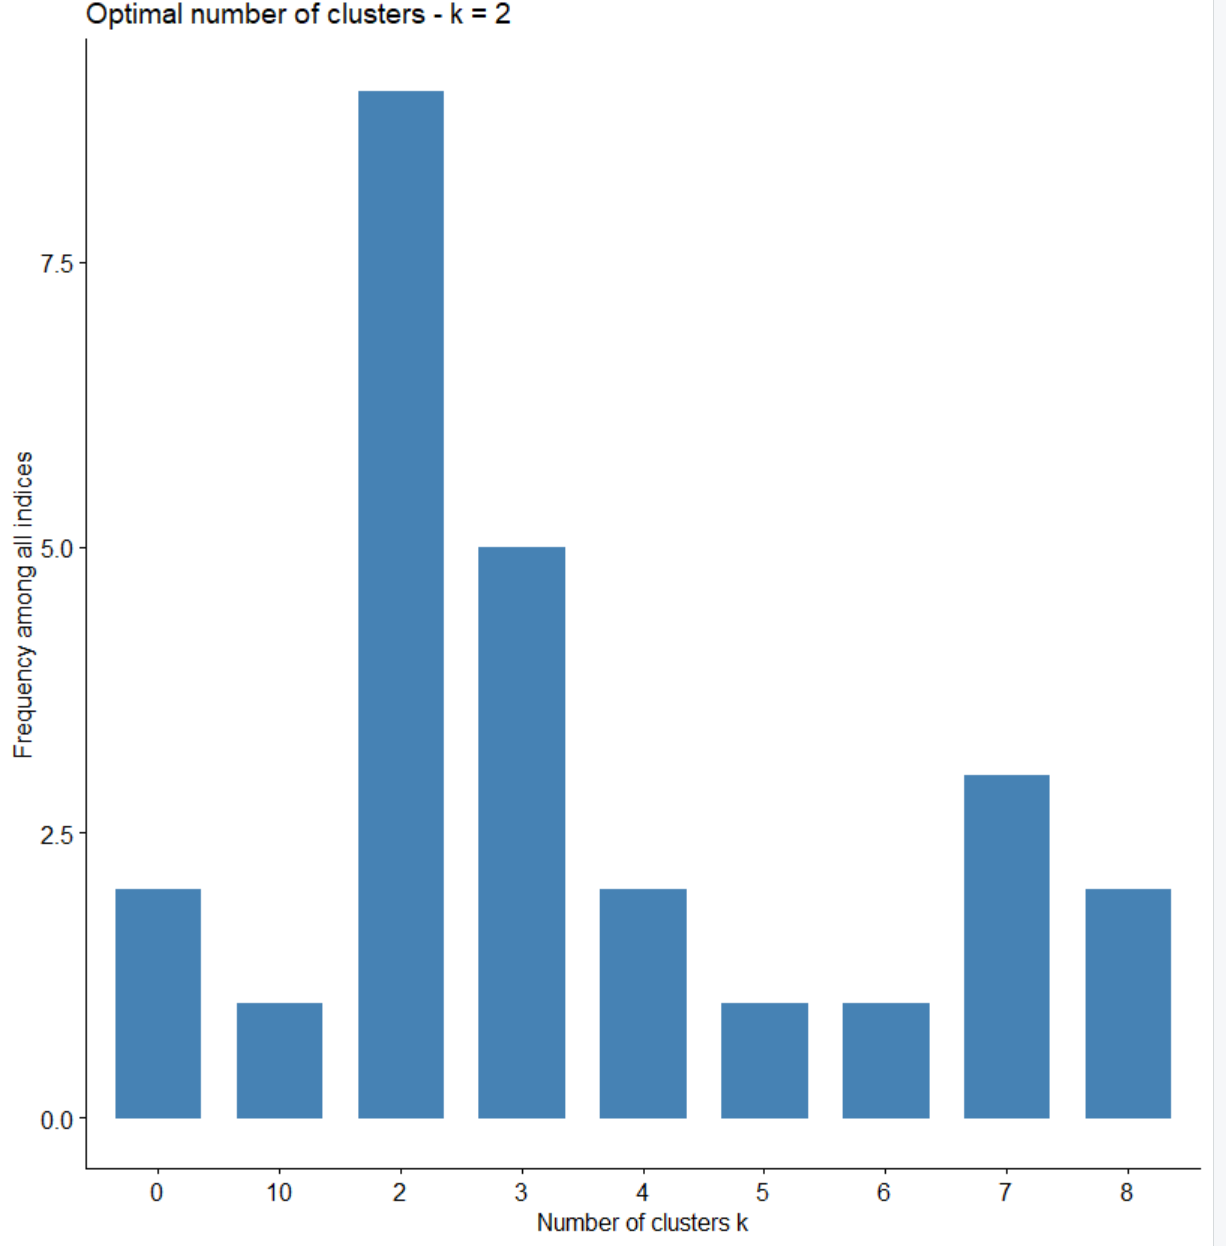 Optimal number of clusters - k = 2
Frequency among all indices
7.5
5.0
2.5
0.0
0 10 2 3 4 5 6 7 8
Number of clusters k